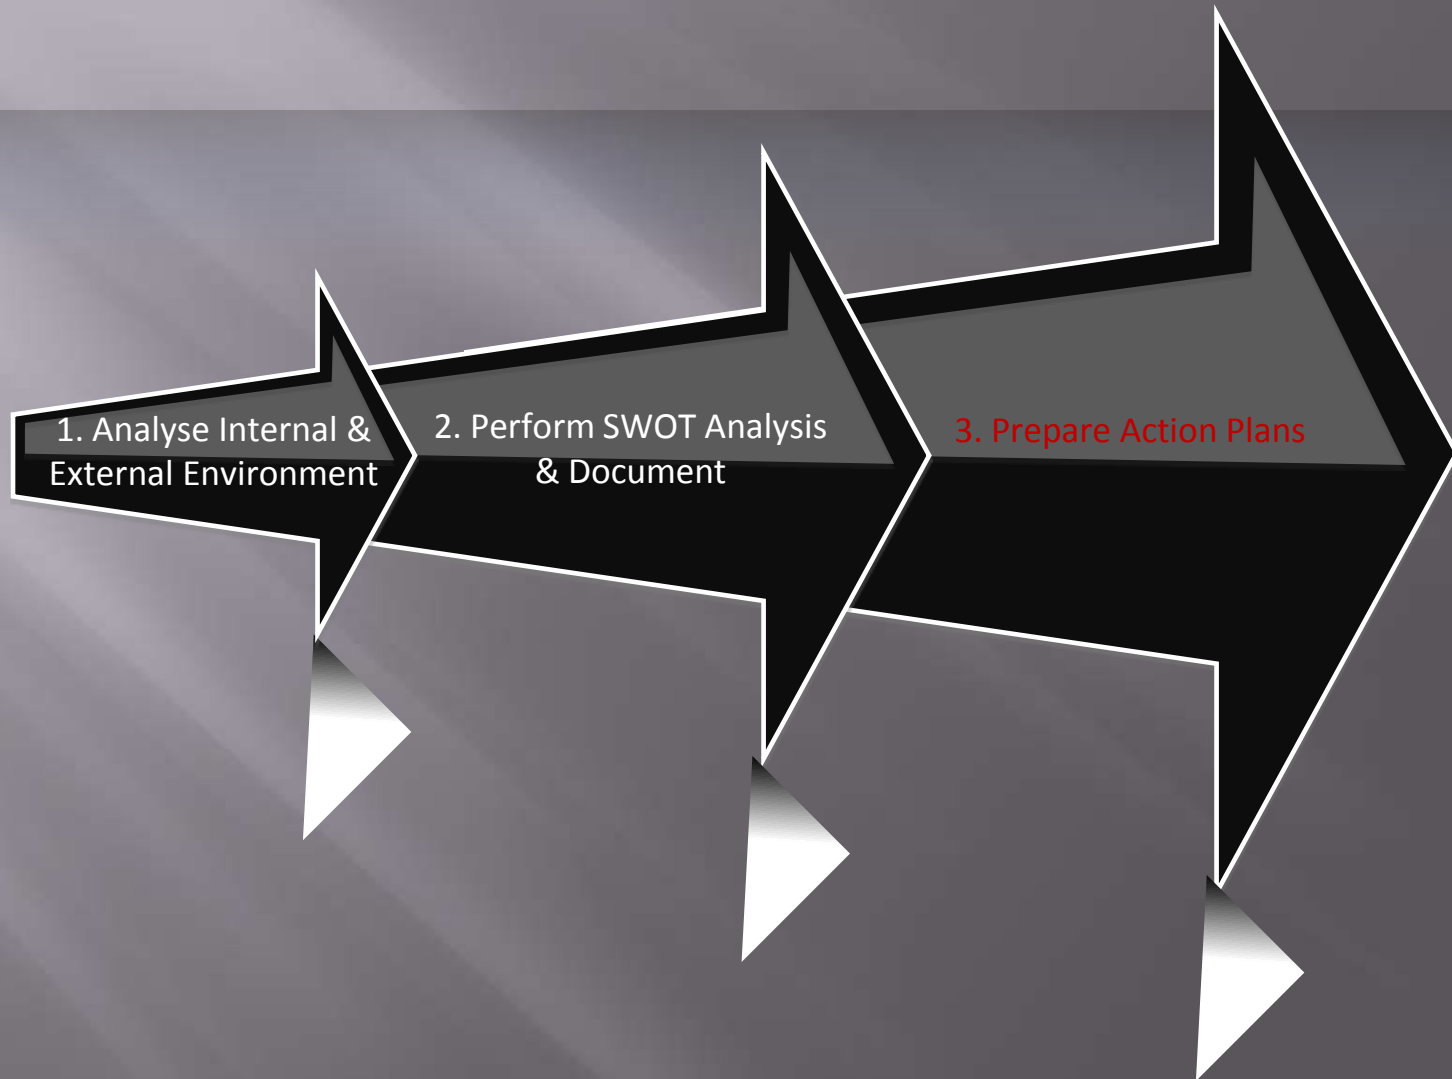 1. Analyse Internal &
External Environment
2. Perform SWOT Analysis
& Document
3. Prepare Action Plans